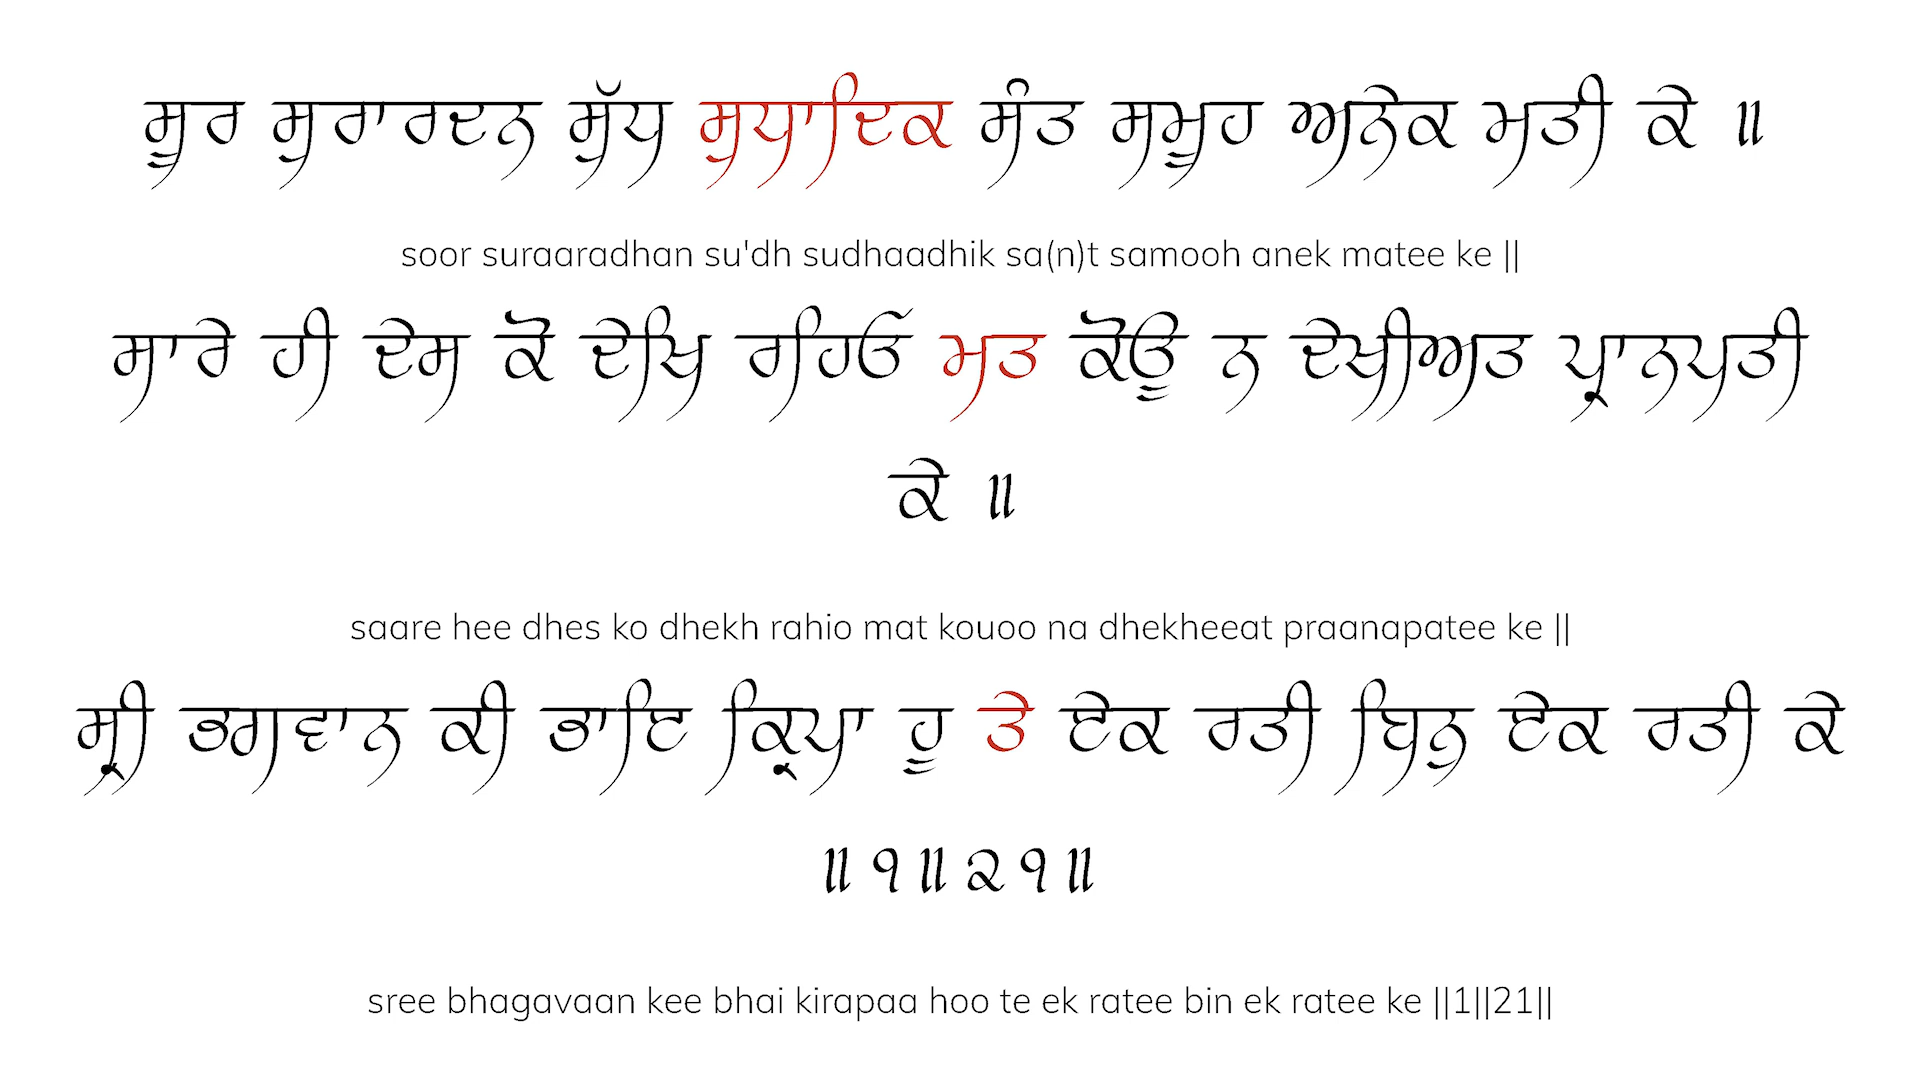 ਸੂਰ ਸੁਰਾਰਦਨ ਸੁੱਧ ਸੁਧਾਦਿਕ ਸੰਤ ਸਮੂਹ ਅਨੇਕ ਮਤੀ ਕੇ ॥
soor suraaradhan su'dh sudhaadhik sa(n)t samooh anek matee ke ||
ਸਾਰੇ ਹੀ ਦੇਸ ਕੋ ਦੇਖਿ ਰਹਿਓ ਮਤ ਕੋਊ ਨ ਦੇਖੀਅਤ ਪ੍ਰਾਨਪਤੀ
ਕੇ ॥
saare hee dhes ko dhekh rahio mat kouoo na dhekheeat praanapatee ke ||
ਸ੍ਰੀ ਭਗਵਾਨ ਕੀ ਭਾਇ ਕ੍ਰਿਪਾ ਹੂ ਤੇ ਏਕ ਰਤੀ ਬਿਨੁ ਏਕ ਰਤੀ ਕੇ
॥੧॥੨੧॥
sree bhagavaan kee bhai kirapaa hoo te ek ratee bin ek ratee ke ||1||21||